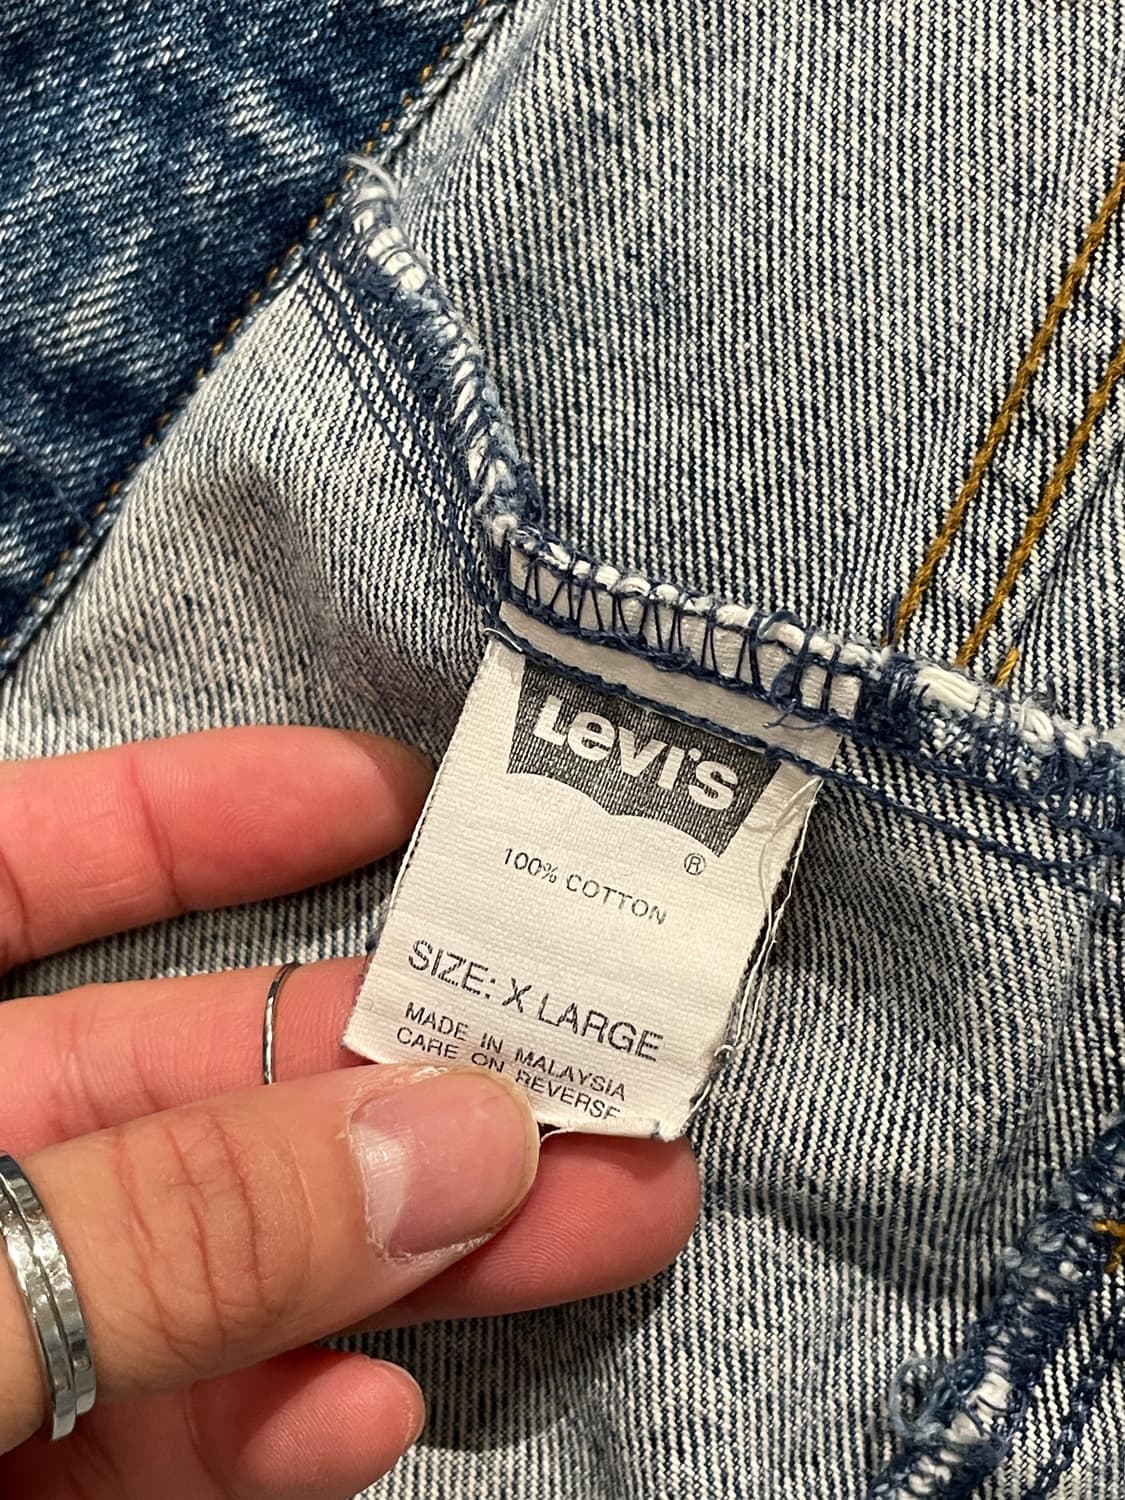 Levi's
®
100% COTTON
SIZE: X LARGE
MADE IN MALAYSIA
CARE ON REVERSE